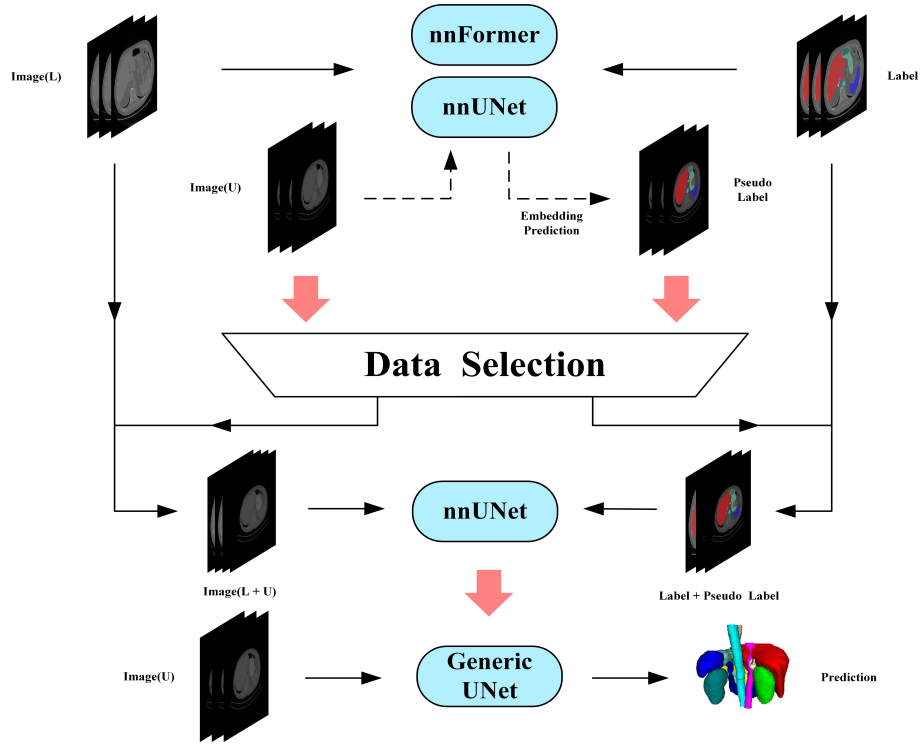 nnFormer
Image(L)
Label
nnUNet
Image(U)
Pseudo
Label
Embedding
Prediction
Data Selection
nnUNet
Image(L + U)
Label + Pseudo Label
Generic
UNet
Image(U)
Prediction